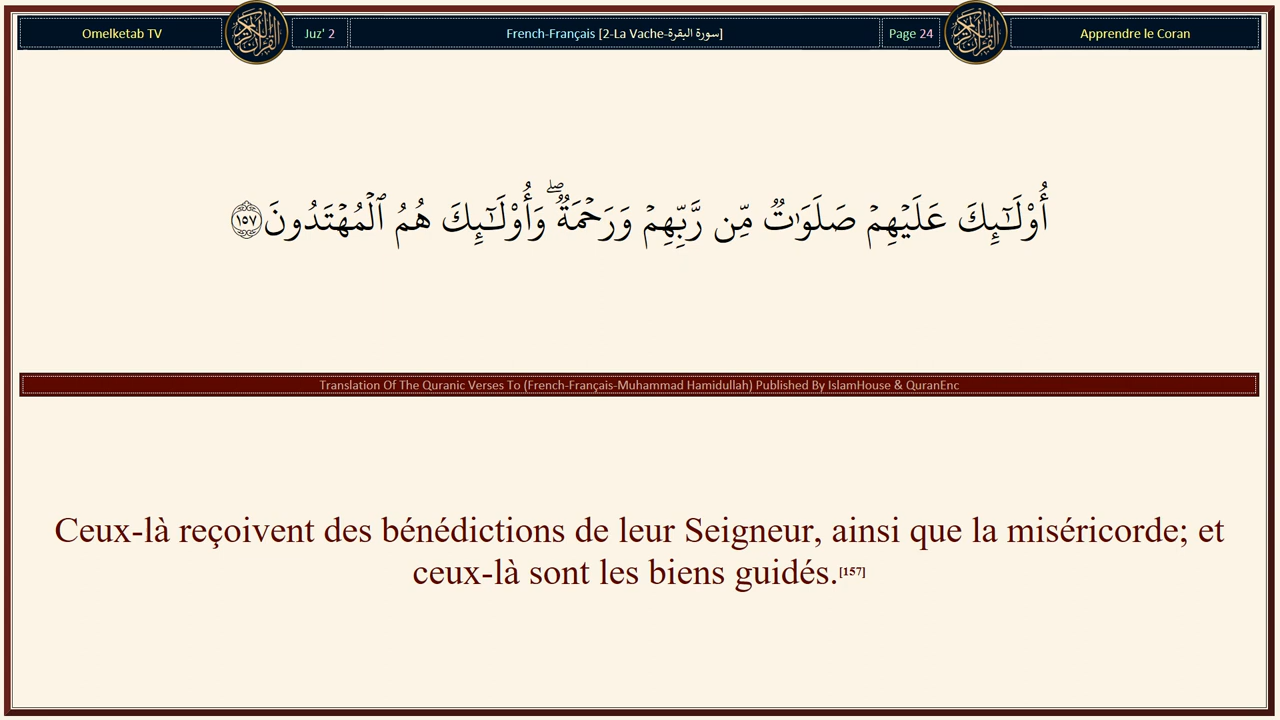 Omelketab TV
Juz' 2
French-Français [2-La Vache-سورة البقرة]
Page 24
Apprendre le Coran
أُوْلَٰٓئِكَ عَلَيۡهِمۡ صَلَوَٰتٞ مِّن رَّبِّهِمۡ وَرَحۡمَةٞۖ وَأُوْلَٰٓئِكَ هُمُ ٱلۡمُهۡتَدُونَ ١٥٧
Translation Of The Quranic Verses To (French-Français-Muhammad Hamidullah) Published By IslamHouse & QuranEnc
Ceux-là reçoivent des bénédictions de leur Seigneur, ainsi que la miséricorde; et
ceux-là sont les biens guidés.[157]